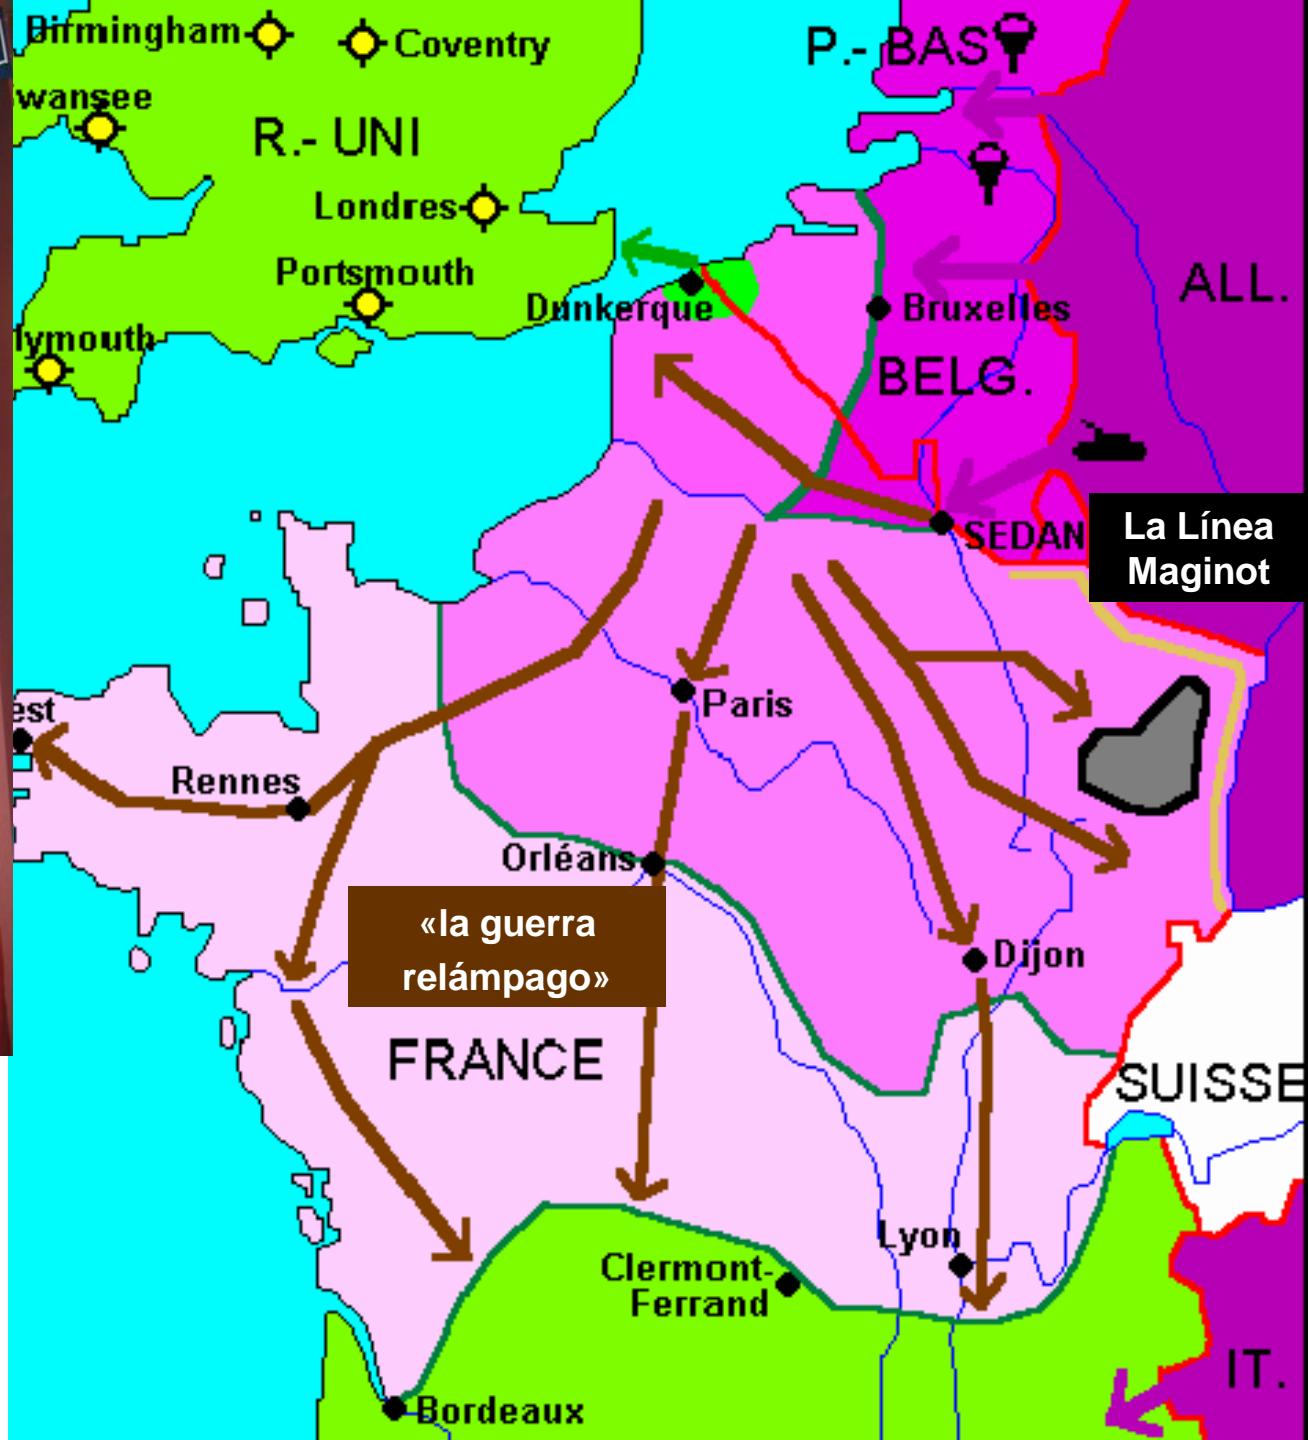 Birmingham
Coventry
P.- BAS
wansee
R.- UNI
Londres
Portsmouth
ALL.
Dunkerque
Bruxelles
lymouth
BELG.
La Línea
Maginot
SEDAN
Paris
est
Rennes
Orléans
«la guerra
relámpago»
Dijon
FRANCE
SUISSE
Lyon
Clermont-
Ferrand
IT.
Bordeaux